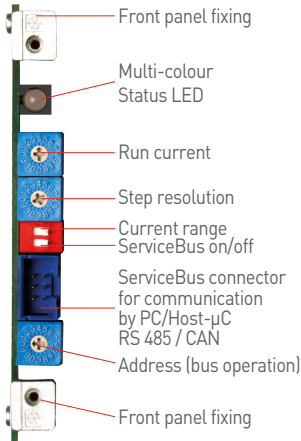 Front panel fixing
Multi-colour
Status LED
Run current
Step resolution
Current range
ServiceBus on/off
ServiceBus connector
for communication
by PC/Host-µC
RS 485 / CAN
Address (bus operation)
Front panel fixing